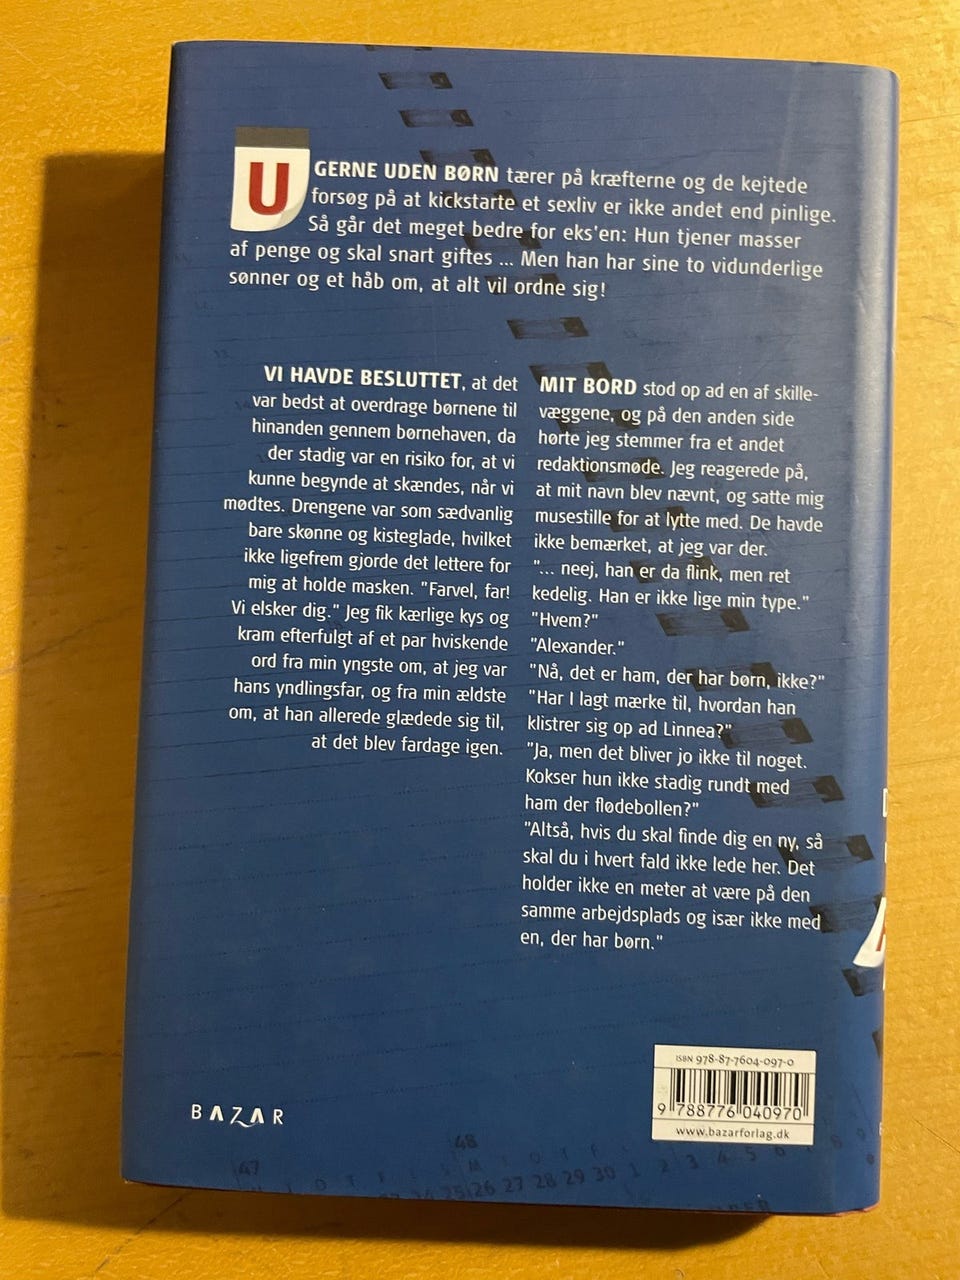 UGERNE UDEN BØRN tærer på kræfterne og de kejtede
forsøg på at kickstarte et sexliv er ikke andet end pinlige.
Så går det meget bedre for eks'en: Hun tjener masser
af penge og skal snart giftes ... Men han har sine to vidunderlige
sønner og et håb om, at alt vil ordne sig!
VI HAVDE BESLUTTET, at det
var bedst at overdrage børnene til
hinanden gennem børnehaven, da
der stadig var en risiko for, at vi
kunne begynde at skændes, når vi
mødtes. Drengene var som sædvanlig
bare skønne og kisteglade, hvilket
ikke ligefrem gjorde det lettere for
mig at holde masken. "Farvel, far!
Vi elsker dig." Jeg fik kærlige kys og
kram efterfulgt af et par hviskende
ord fra min yngste om, at jeg var
hans yndlingsfar, og fra min ældste
om, at han allerede glædede sig til,
at det blev fardage igen.
MIT BORD stod op ad en af skille-
væggene, og på den anden side
hørte jeg stemmer fra et andet
redaktionsmøde. Jeg reagerede på,
at mit navn blev nævnt, og satte mig
musestille for at lytte med. De havde
ikke bemærket, at jeg var der.
"... neej, han er da flink, men ret
kedelig. Han er ikke lige min type."
"Hvem?"
"Alexander."
"Nå, det er ham, der har børn, ikke?"
"Har I lagt mærke til, hvordan han
klistrer sig op ad Linnea?"
"Ja, men det bliver jo ikke til noget.
Kokser hun ikke stadig rundt med
ham der flødebollen?"
"Altså, hvis du skal finde dig en ny, så
skal du i hvert fald ikke lede her. Det
holder ikke en meter at være på den
samme arbejdsplads og især ikke med
en, der har børn."
ISBN 978-87-7604-097-0
9 788776 040970
www.bazarforlag.dk
BAZAR
47
48
25 26 27 28 29 30 1 2 3 4 5 6